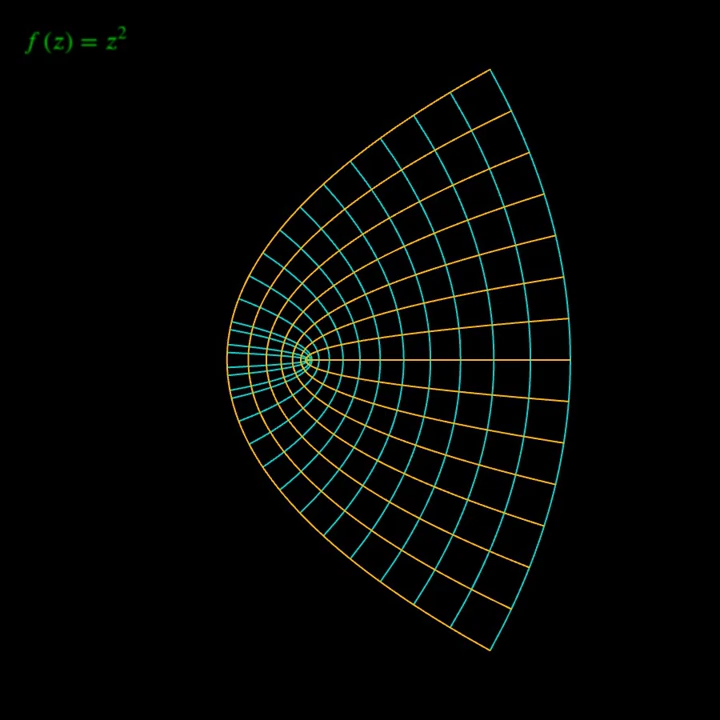 f (z) = z²